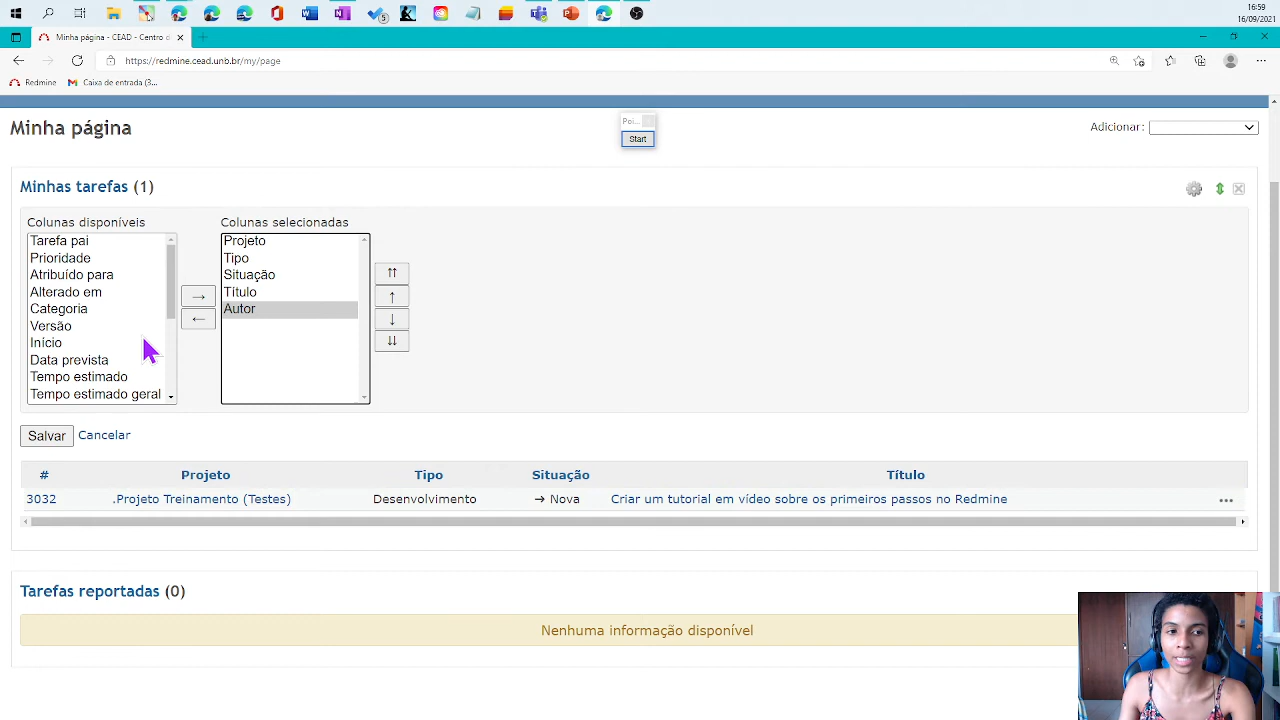 16:59
16/09/2021
Minha página - CEAD - Centro d
https://redmine.cead.unb.br/my/page
Redmine
Caixa de entrada (3...
Minha página
Poi...
Start
Adicionar:
Minhas tarefas (1)
Colunas disponíveis
Colunas selecionadas
Tarefa pai
Prioridade
Atribuído para
Alterado em
Categoria
Versão
Início
Data prevista
Tempo estimado
Tempo estimado geral
→
←
Projeto
Tipo
Situação
Título
Autor
⇈
↑
↓
⇊
Salvar Cancelar
# Projeto Tipo Situação Título
3032 .Projeto Treinamento (Testes) Desenvolvimento → Nova Criar um tutorial em vídeo sobre os primeiros passos no Redmine •••
Tarefas reportadas (0)
Nenhuma informação disponível